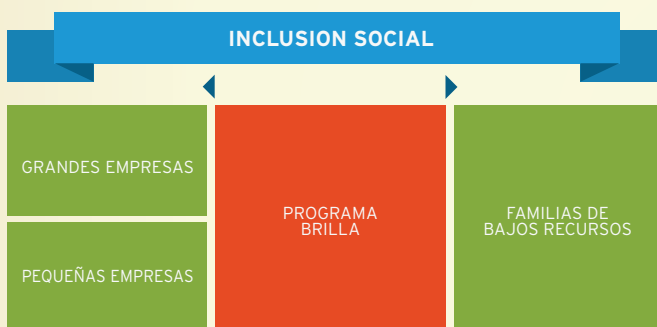 INCLUSION SOCIAL
GRANDES EMPRESAS
PEQUEÑAS EMPRESAS
PROGRAMA
BRILLA
FAMILIAS DE
BAJOS RECURSOS